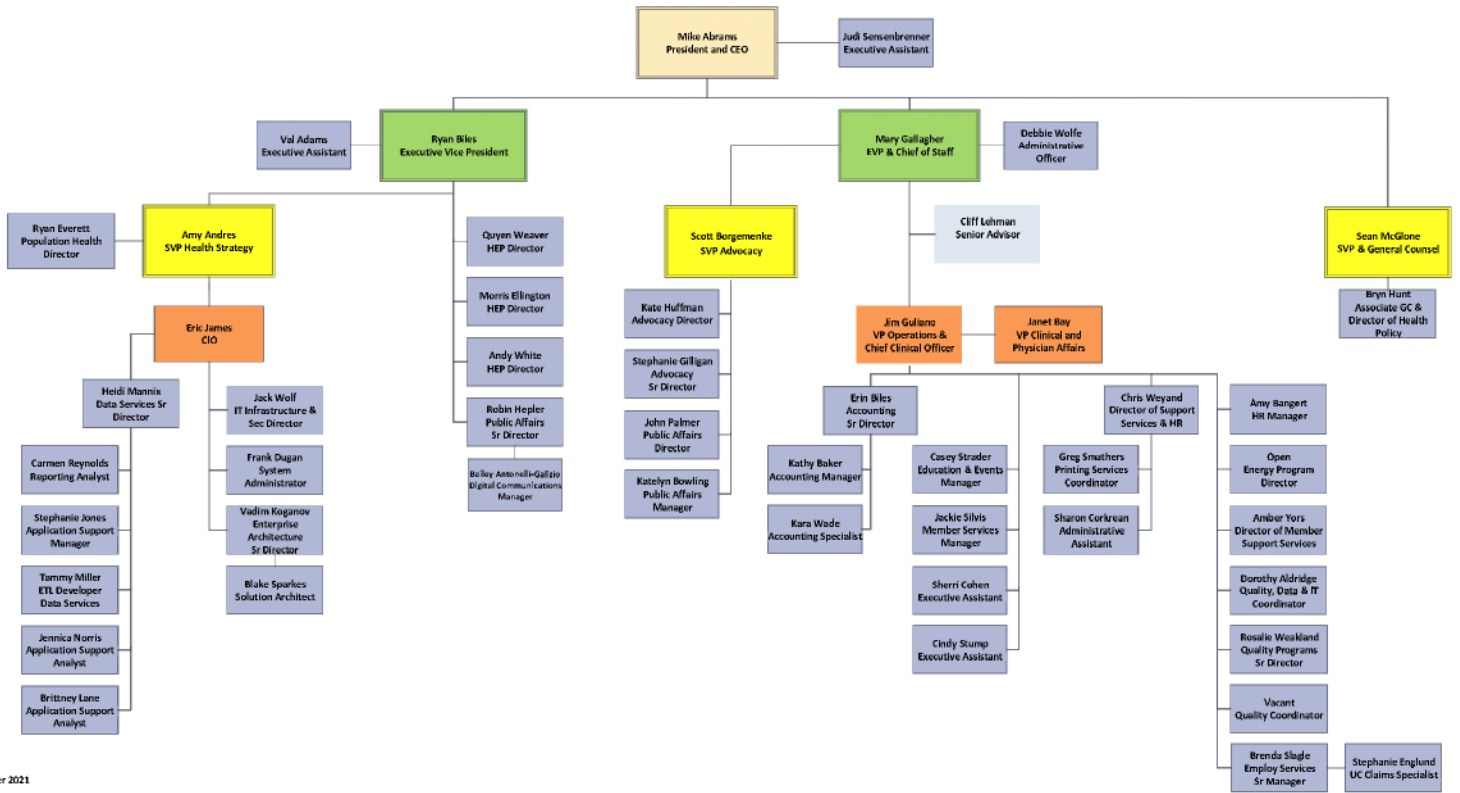 Mike Abrams
President and CEO
Judi Sensenbrenner
Executive Assistant
Val Adams
Executive Assistant
Ryan Biles
Executive Vice President
Mary Gallagher
EVP & Chief of Staff
Debbie Wolfe
Administrative
Officer
Ryan Everett
Population Health
Director
Amy Andres
SVP Health Strategy
Quyen Weaver
HEP Director
Scott Borgemenke
SVP Advocacy
Cliff Lehman
Senior Advisor
Sean McGlone
SVP & General Counsel
Morris Ellington
HEP Director
Kate Huffman
Advocacy Director
Bryn Hunt
Associate GC &
Director of Health
Policy
Eric James
CIO
Jim Guliano
VP Operations &
Chief Clinical Officer
Janet Bay
VP Clinical and
Physician Affairs
Andy White
HEP Director
Stephanie Gilligan
Advocacy
Sr Director
Heidi Mannix
Data Services Sr
Director
Jack Wolf
IT Infrastructure &
Sec Director
Robin Hepler
Public Affairs
Sr Director
John Palmer
Public Affairs
Director
Erin Biles
Accounting
Sr Director
Chris Weyand
Director of Support
Services & HR
Amy Bangert
HR Manager
Carmen Reynolds
Reporting Analyst
Frank Dugan
System
Administrator
Bailey Antonelli-Galizio
Digital Communications
Manager
Katelyn Bowling
Public Affairs
Manager
Kathy Baker
Accounting Manager
Casey Strader
Education & Events
Manager
Greg Smathers
Printing Services
Coordinator
Open
Energy Program
Director
Stephanie Jones
Application Support
Manager
Vadim Koganov
Enterprise
Architecture
Sr Director
Kara Wade
Accounting Specialist
Jackie Silvis
Member Services
Manager
Sharon Corkrean
Administrative
Assistant
Amber Yors
Director of Member
Support Services
Tammy Miller
ETL Developer
Data Services
Blake Sparkes
Solution Architect
Sherri Cohen
Executive Assistant
Dorothy Aldridge
Quality, Data & IT
Coordinator
Jennica Norris
Application Support
Analyst
Cindy Stump
Executive Assistant
Rosalie Weakland
Quality Programs
Sr Director
Brittney Lane
Application Support
Analyst
Vacant
Quality Coordinator
Brenda Slagle
Employ Services
Sr Manager
Stephanie Englund
UC Claims Specialist
er 2021